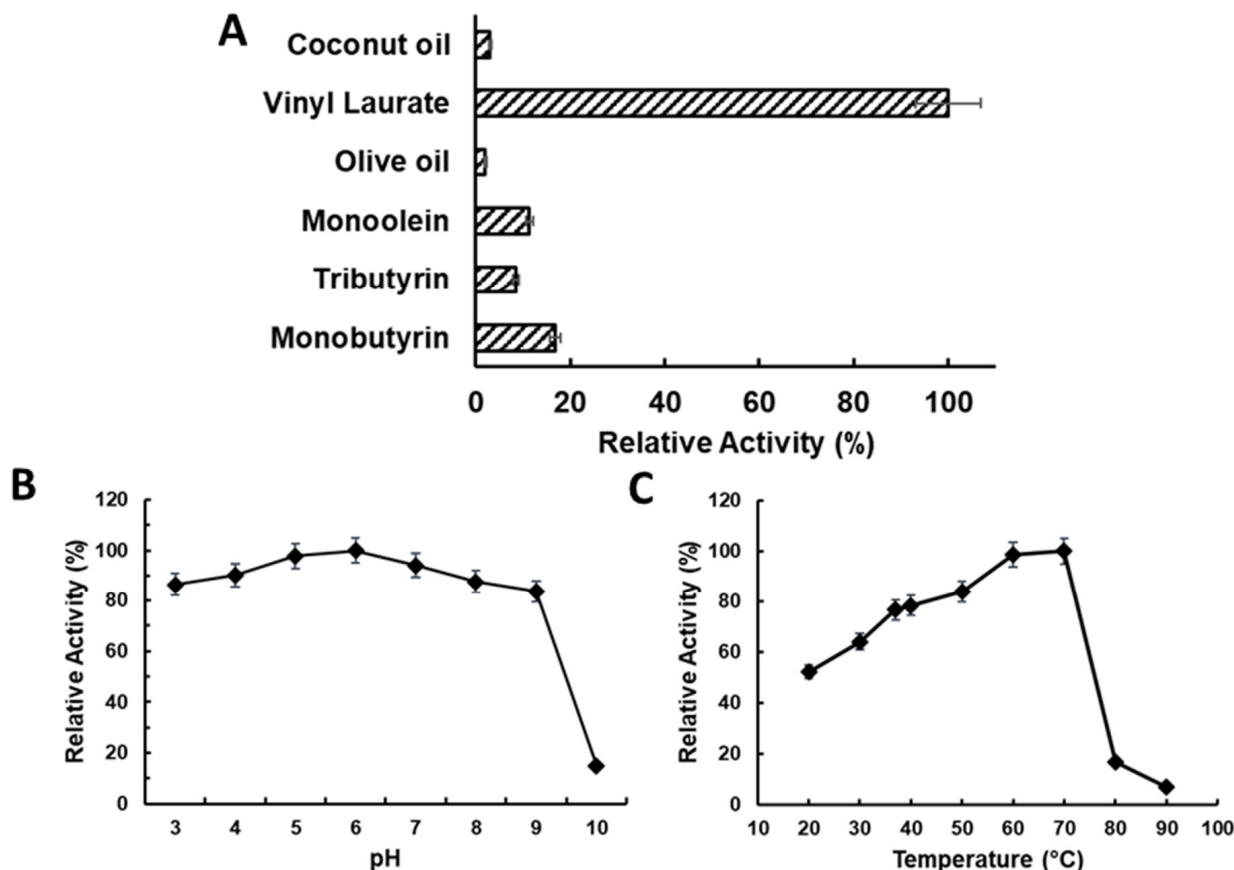 A
Coconut oil
Vinyl Laurate
Olive oil
Monoolein
Tributyrin
Monobutyrin
0 20 40 60 80 100
Relative Activity (%)
B
120
100
80
60
40
20
0
Relative Activity (%)
3 4 5 6 7 8 9 10
pH
C
120
100
80
60
40
20
0
Relative Activity (%)
10 20 30 40 50 60 70 80 90 100
Temperature (°C)